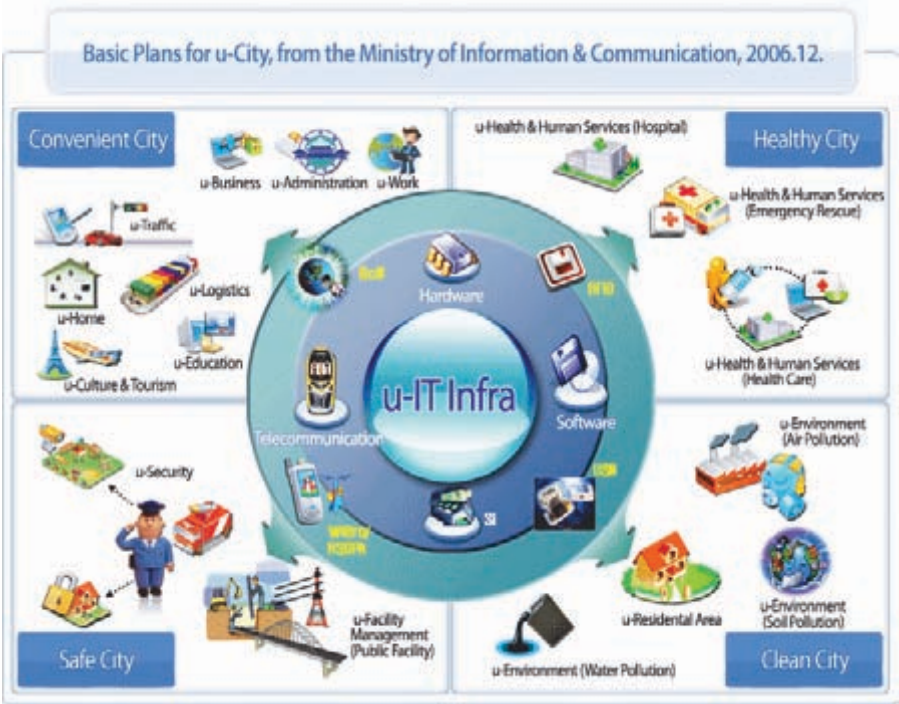 Basic Plans for u-City, from the Ministry of Information & Communication, 2006.12.
Convenient City
u-Business
u-Administration
u-Work
u-Traffic
u-Home
u-Logistics
u-Education
u-Culture & Tourism
u-Health & Human Services (Hospital)
Healthy City
u-Health & Human Services
(Emergency Rescue)
u-Health & Human Services
(Health Care)
Hardware
RFID
u-IT Infra
Telecommunication
Software
SI
USN
u-Security
u-Facility
Management
(Public Facility)
Safe City
u-Environment
(Air Pollution)
u-Residental Area
u-Environment
(Soil Pollution)
u-Environment (Water Pollution)
Clean City